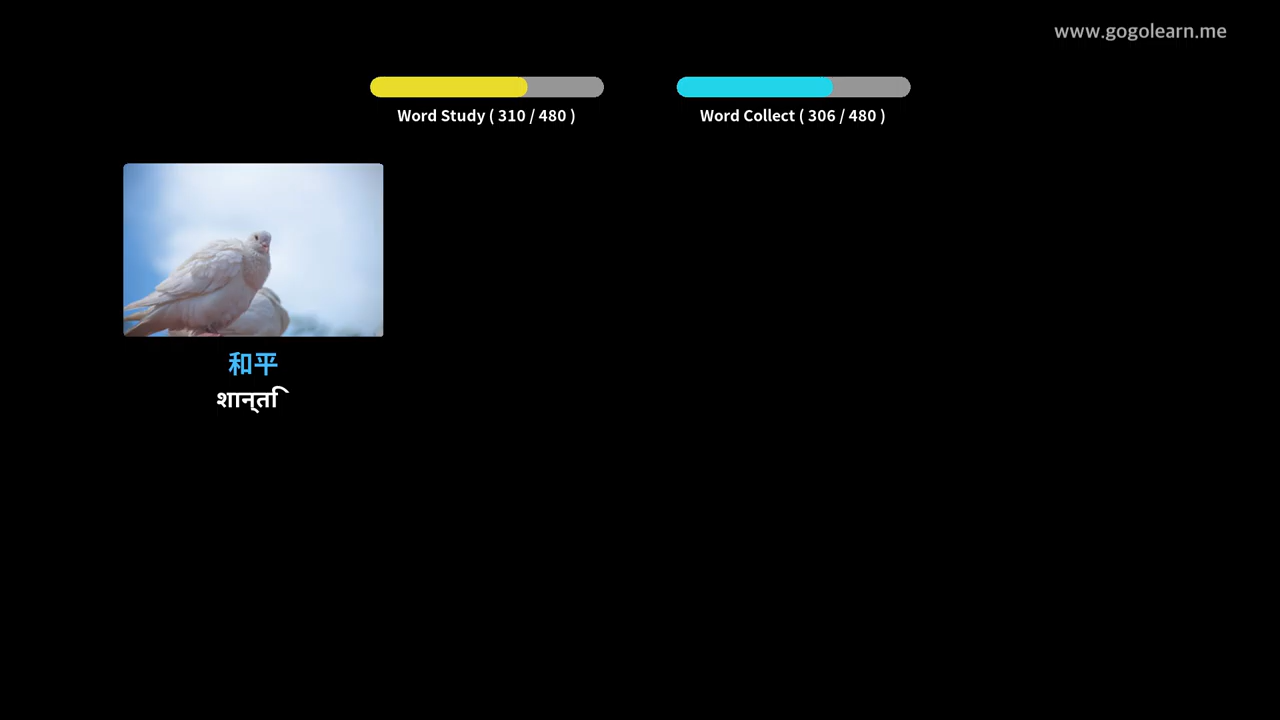 www.gogolearn.me
Word Study ( 310 / 480 )
Word Collect ( 306 / 480 )
和平
शान्ति